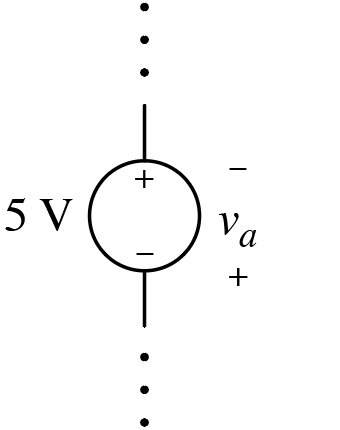 + −
5 V v_a
− +